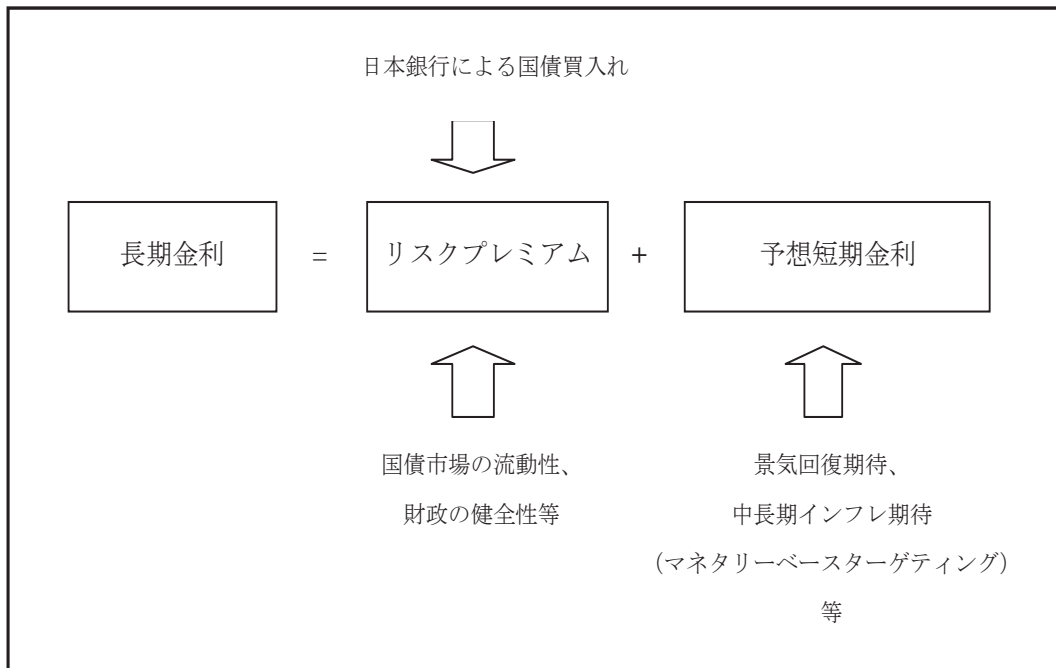 日本銀行による国債買入れ
長期金利 = リスクプレミアム + 予想短期金利
国債市場の流動性、
財政の健全性等
景気回復期待、
中長期インフレ期待
（マネタリーベースターゲティング）
等